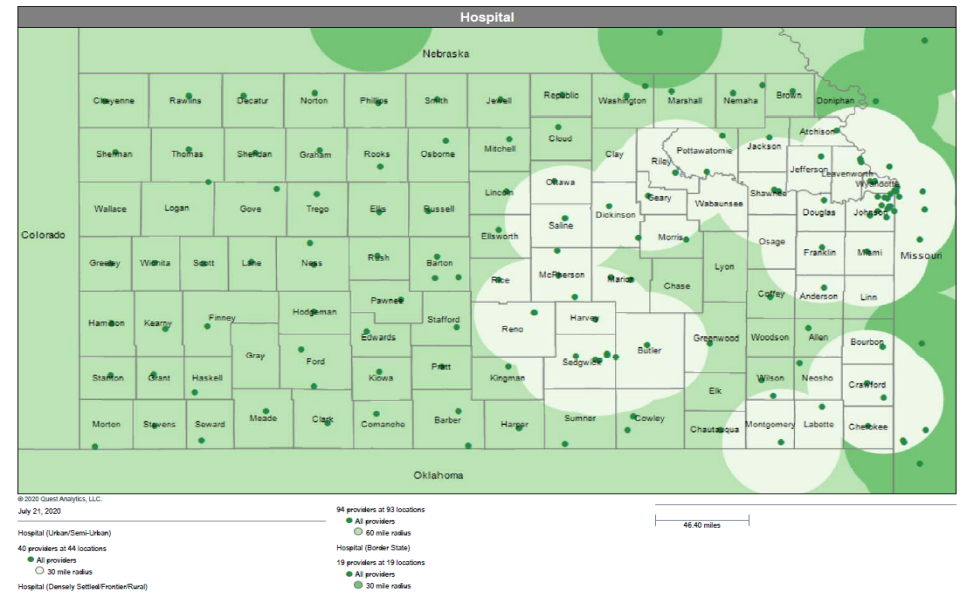 Hospital
Nebraska
Cheyenne Rawlins Decatur Norton Phillips Smith Jewell Republic Washington Marshall Nemaha Brown Doniphan
Atchison
Sherman Thomas Sheridan Graham Rooks Osborne Mitchell Cloud Clay Riley Pottawatomie Jackson Jefferson Leavenworth
Wyandotte
Lincoln Ottawa Geary Wabaunsee Shawnee
Wallace Logan Gove Trego Ellis Russell Saline Dickinson Douglas Johnson
Colorado Ellsworth Morris Osage Franklin Miami Missouri
Greeley Wichita Scott Lane Ness Rush Barton Rice McPherson Marion Chase Lyon
Coffey Anderson Linn
Hamilton Kearny Finney Hodgeman Pawnee Stafford Reno Harvey
Edwards Greenwood Woodson Allen Bourbon
Gray Ford Sedgwick Butler
Stanton Grant Haskell Kiowa Pratt Kingman Elk Wilson Neosho Crawford
Morton Stevens Seward Meade Clark Comanche Barber Harper Sumner Cowley Chautauqua Montgomery Labette Cherokee
Oklahoma
© 2020 Quest Analytics, LLC.
July 21, 2020
Hospital (Urban/Semi-Urban)
40 providers at 44 locations
All providers
30 mile radius
Hospital (Densely Settled/Frontier/Rural)
94 providers at 93 locations
All providers
60 mile radius
Hospital (Border State)
19 providers at 19 locations
All providers
30 mile radius
46.40 miles